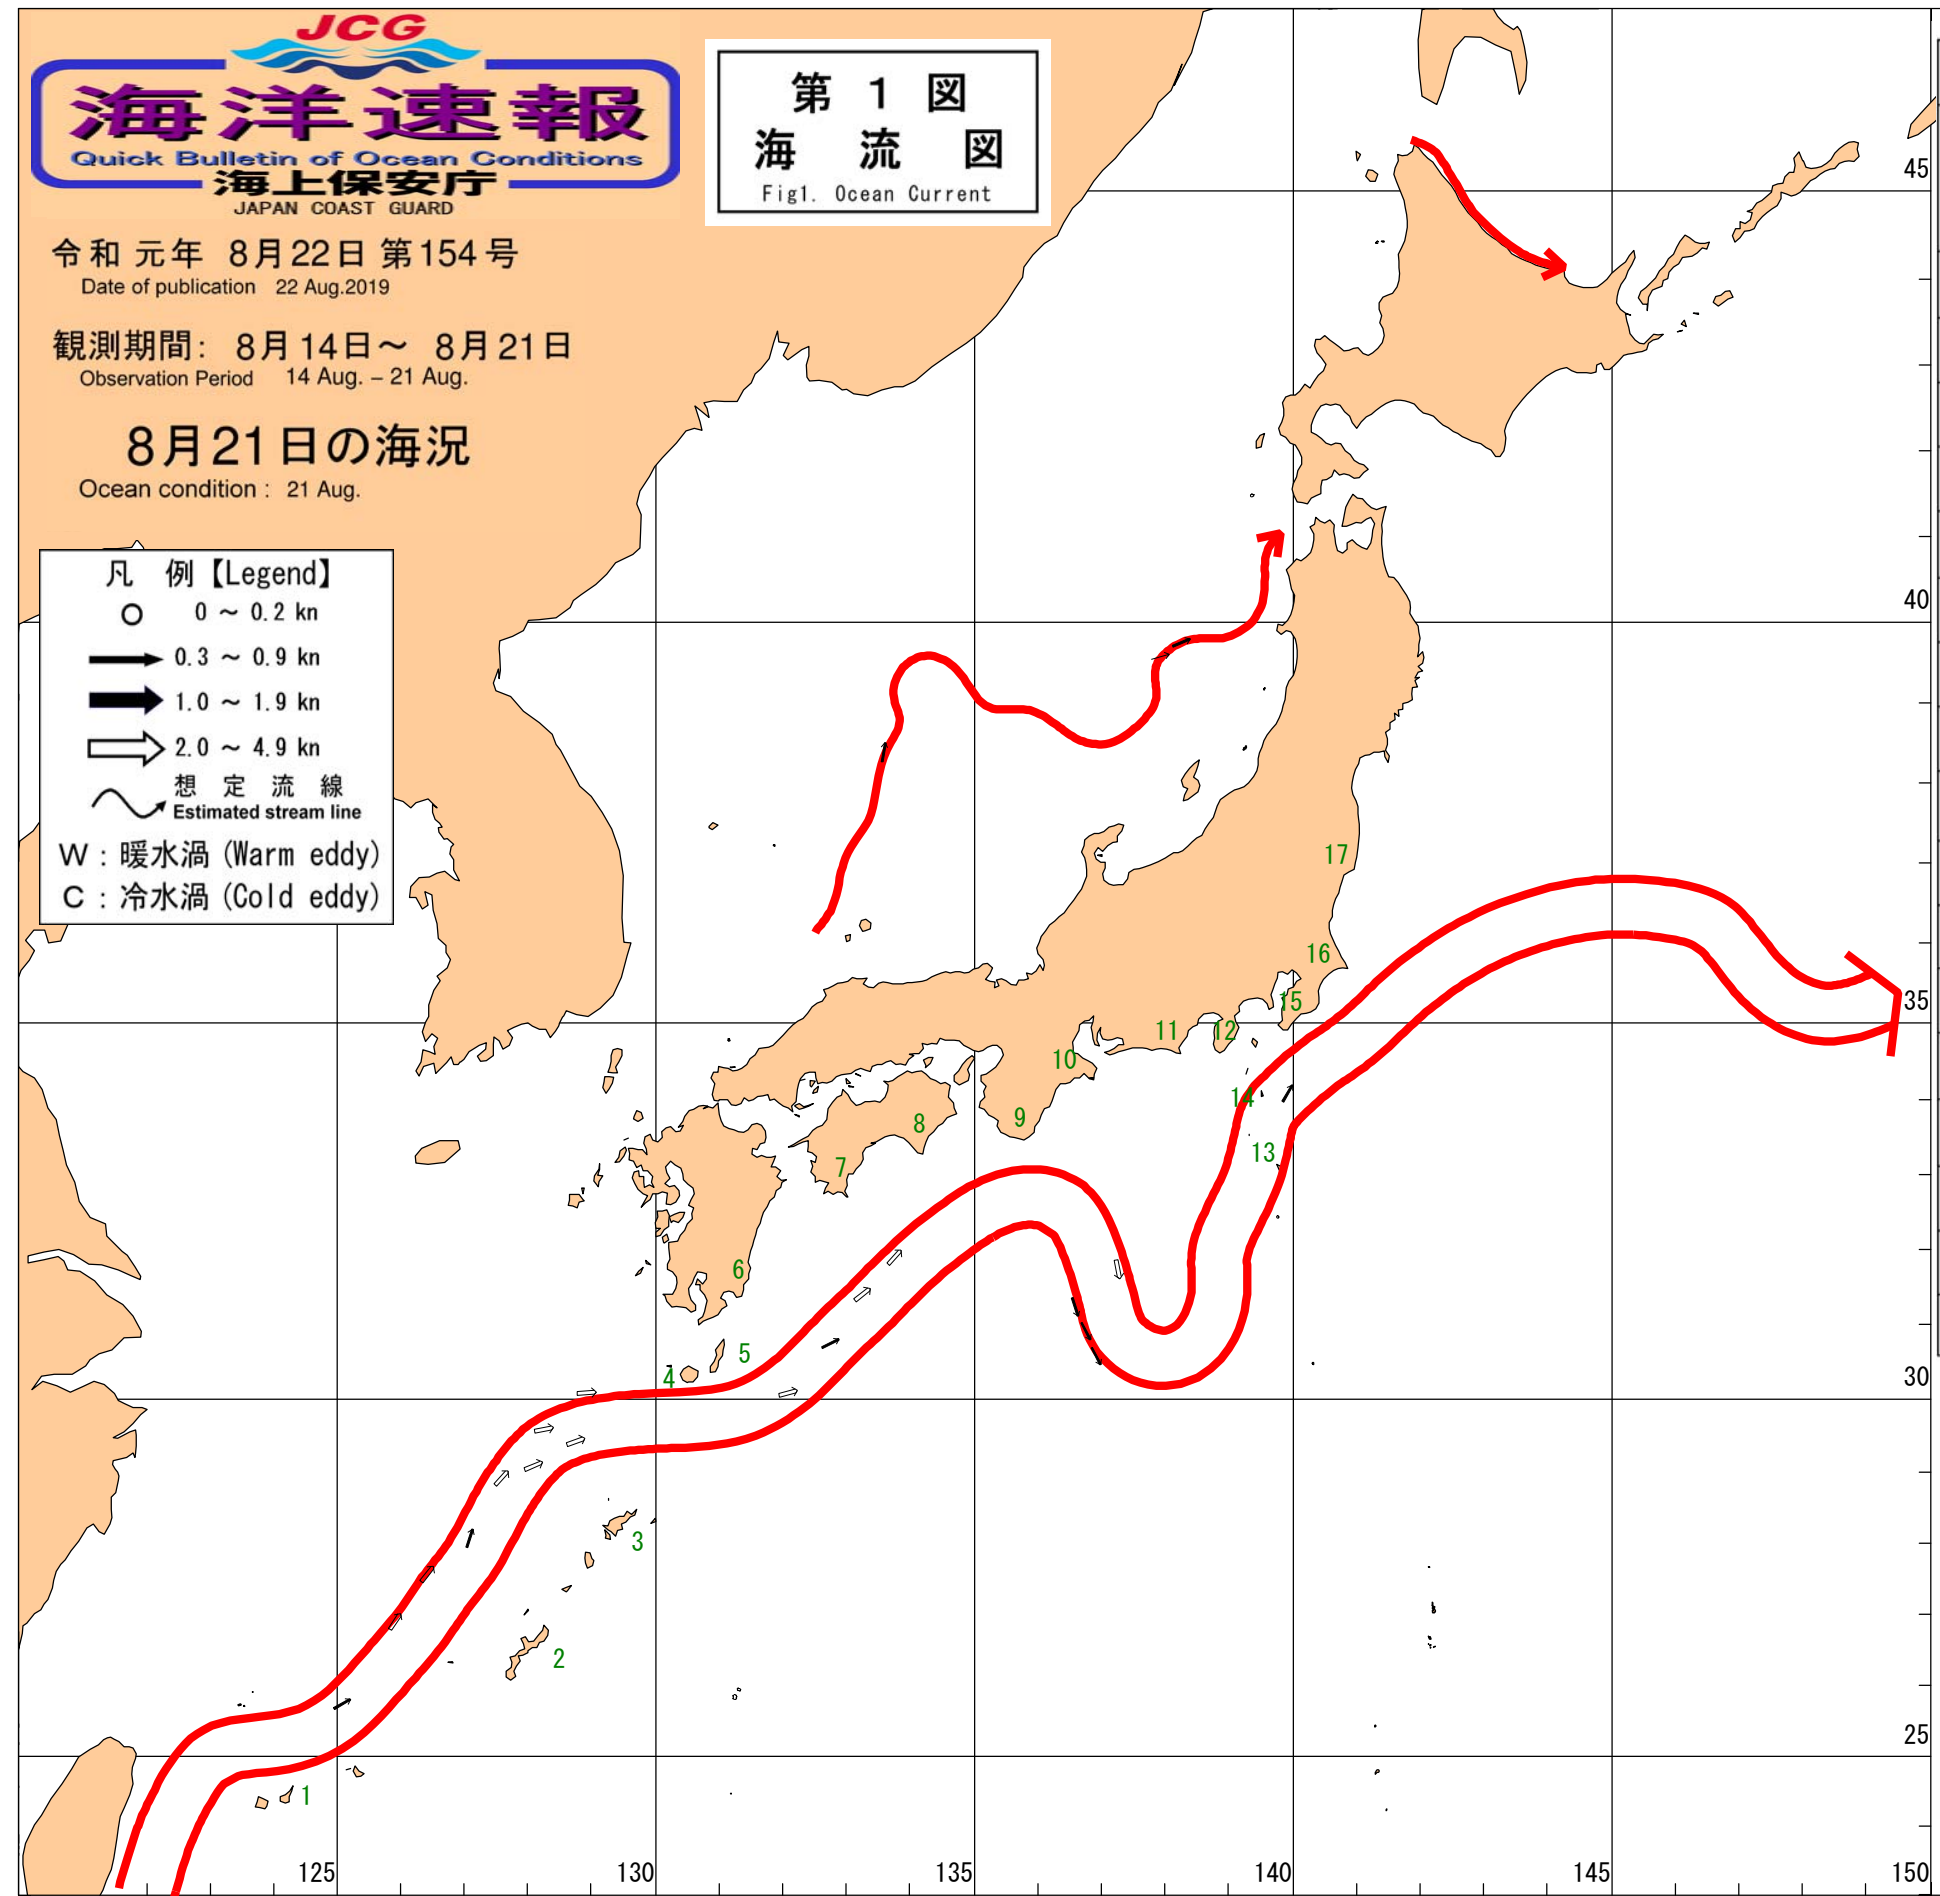 JCG
海洋速報
Quick Bulletin of Ocean Conditions
海上保安庁
JAPAN COAST GUARD
第 1 図
海 流 図
Fig1. Ocean Current
令和 元年 8月22日 第154号
Date of publication 22 Aug.2019
観測期間: 8月14日～ 8月21日
Observation Period 14 Aug. – 21 Aug.
8月21日の海況
Ocean condition : 21 Aug.
凡 例【Legend】
0 ～ 0.2 kn
0.3 ～ 0.9 kn
1.0 ～ 1.9 kn
2.0 ～ 4.9 kn
想 定 流 線
Estimated stream line
W : 暖水渦 (Warm eddy)
C : 冷水渦 (Cold eddy)
45
40
17
16
35
15
12
11
10
14
9
8
13
7
6
5
4
30
3
2
25
1
125
130
135
140
145
150